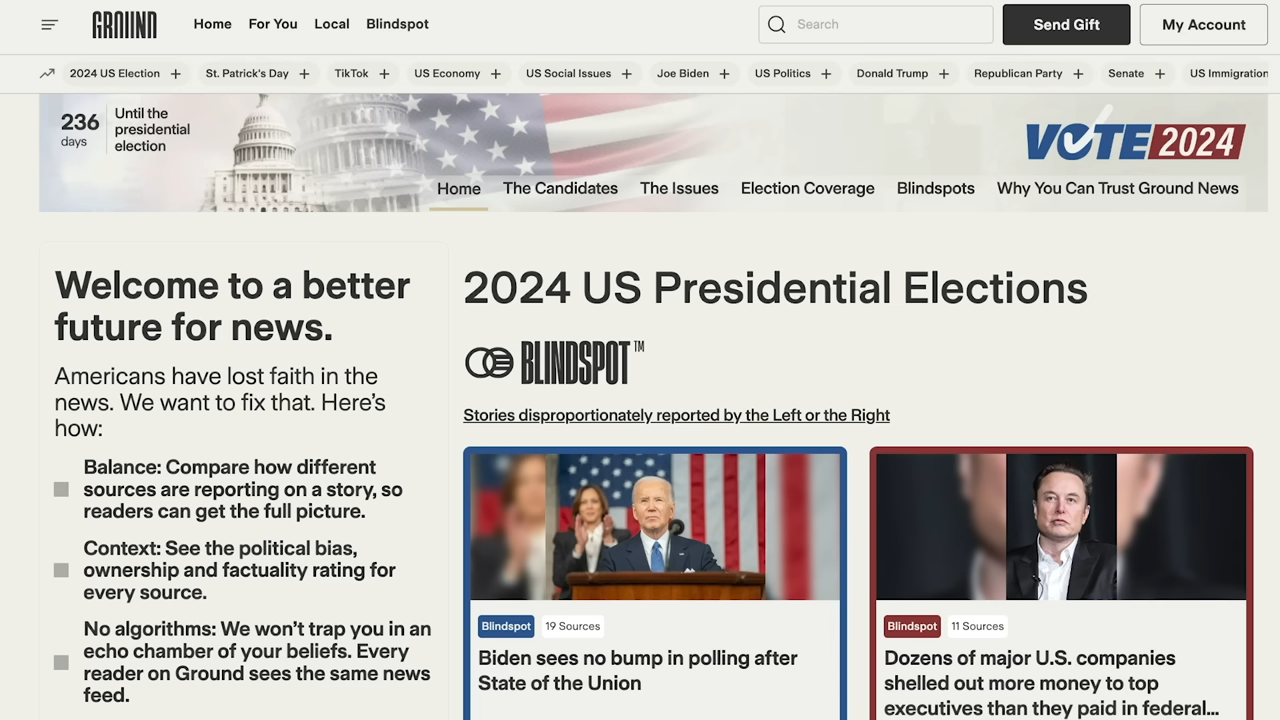 GROUND
Home
For You
Local
Blindspot
Search
Send Gift
My Account
2024 US Election +
St. Patrick's Day +
TikTok +
US Economy +
US Social Issues +
Joe Biden +
US Politics +
Donald Trump +
Republican Party +
Senate +
US Immigration
236
days
Until the
presidential
election
VOTE 2024
Home
The Candidates
The Issues
Election Coverage
Blindspots
Why You Can Trust Ground News
Welcome to a better
future for news.
Americans have lost faith in the
news. We want to fix that. Here’s
how:
Balance: Compare how different
sources are reporting on a story, so
readers can get the full picture.
Context: See the political bias,
ownership and factuality rating for
every source.
No algorithms: We won’t trap you in an
echo chamber of your beliefs. Every
reader on Ground sees the same news
feed.
2024 US Presidential Elections
BLINDSPOT™
Stories disproportionately reported by the Left or the Right
Blindspot
19 Sources
Biden sees no bump in polling after
State of the Union
Blindspot
11 Sources
Dozens of major U.S. companies
shelled out more money to top
executives than they paid in federal...